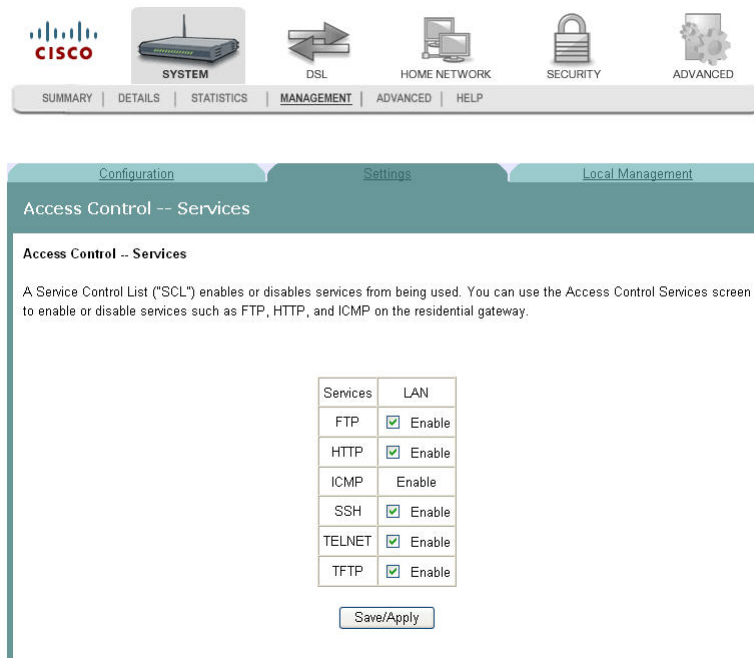 CISCO
SYSTEM
DSL
HOME NETWORK
SECURITY
ADVANCED
SUMMARY | DETAILS | STATISTICS | MANAGEMENT | ADVANCED | HELP
Configuration
Settings
Local Management
Access Control -- Services
Access Control -- Services
A Service Control List ("SCL") enables or disables services from being used. You can use the Access Control Services screen
to enable or disable services such as FTP, HTTP, and ICMP on the residential gateway.
Services LAN
FTP Enable
HTTP Enable
ICMP Enable
SSH Enable
TELNET Enable
TFTP Enable
Save/Apply